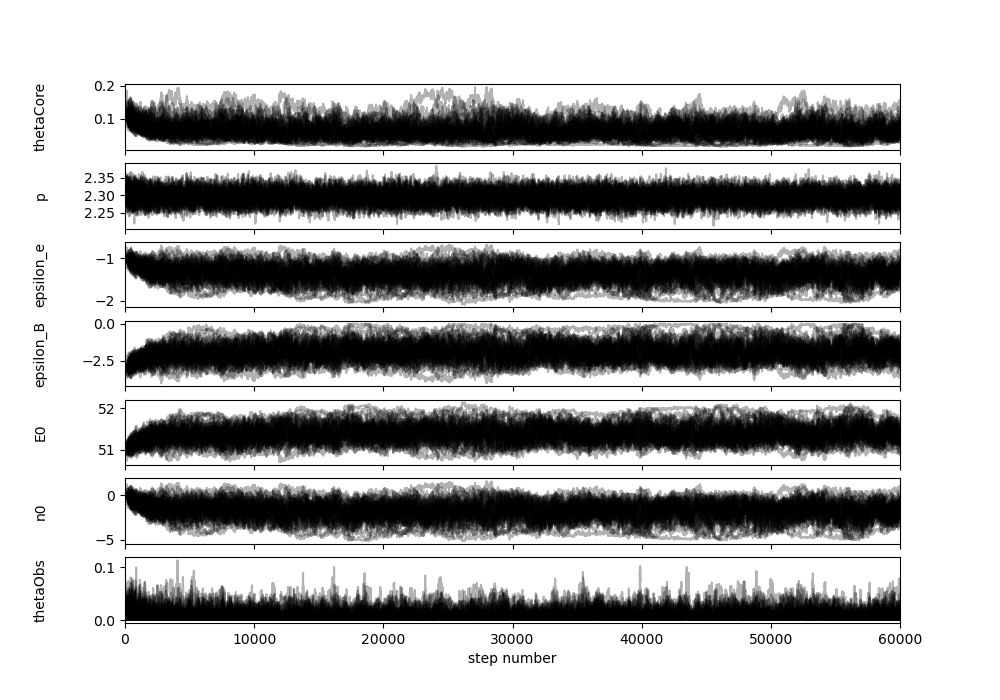 thetaCore
0.2
0.1
p
2.35
2.30
2.25
epsilon_e
−1
−2
epsilon_B
0.0
−2.5
E0
52
51
n0
0
−5
thetaObs
0.1
0.0
0 10000 20000 30000 40000 50000 60000
step number